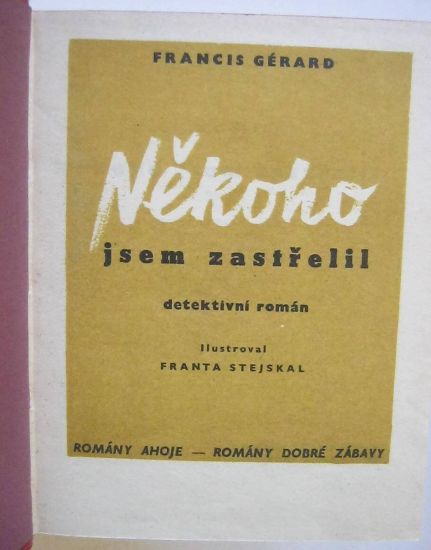 FRANCIS GÉRARD
Někoho
jsem zastřelil
detektivní román
Ilustroval
FRANTA STEJSKAL
ROMÁNY AHOJE — ROMÁNY DOBRÉ ZÁBAVY